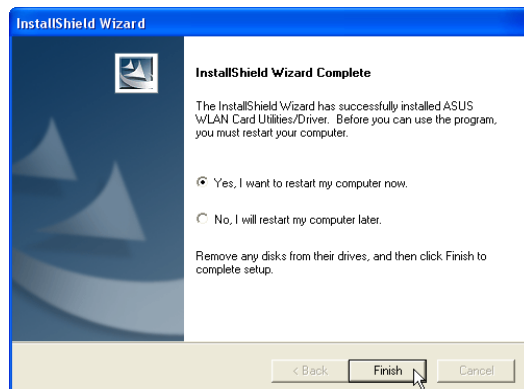 InstallShield Wizard
InstallShield Wizard Complete
The InstallShield Wizard has successfully installed ASUS
WLAN Card Utilities/Driver. Before you can use the program,
you must restart your computer.
Yes, I want to restart my computer now.
No, I will restart my computer later.
Remove any disks from their drives, and then click Finish to
complete setup.
< Back Finish Cancel